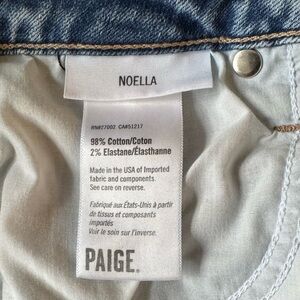 NOELLA
RN#27002 CA#51217
98% Cotton/Coton
2% Elastane/Élasthanne
Made in the USA of Imported
fabric and components.
See care on reverse.
Fabriqué aux États-Unis à partir
de tissus et composants
importés
Voir le soin sur l'inverse.
PAIGE.